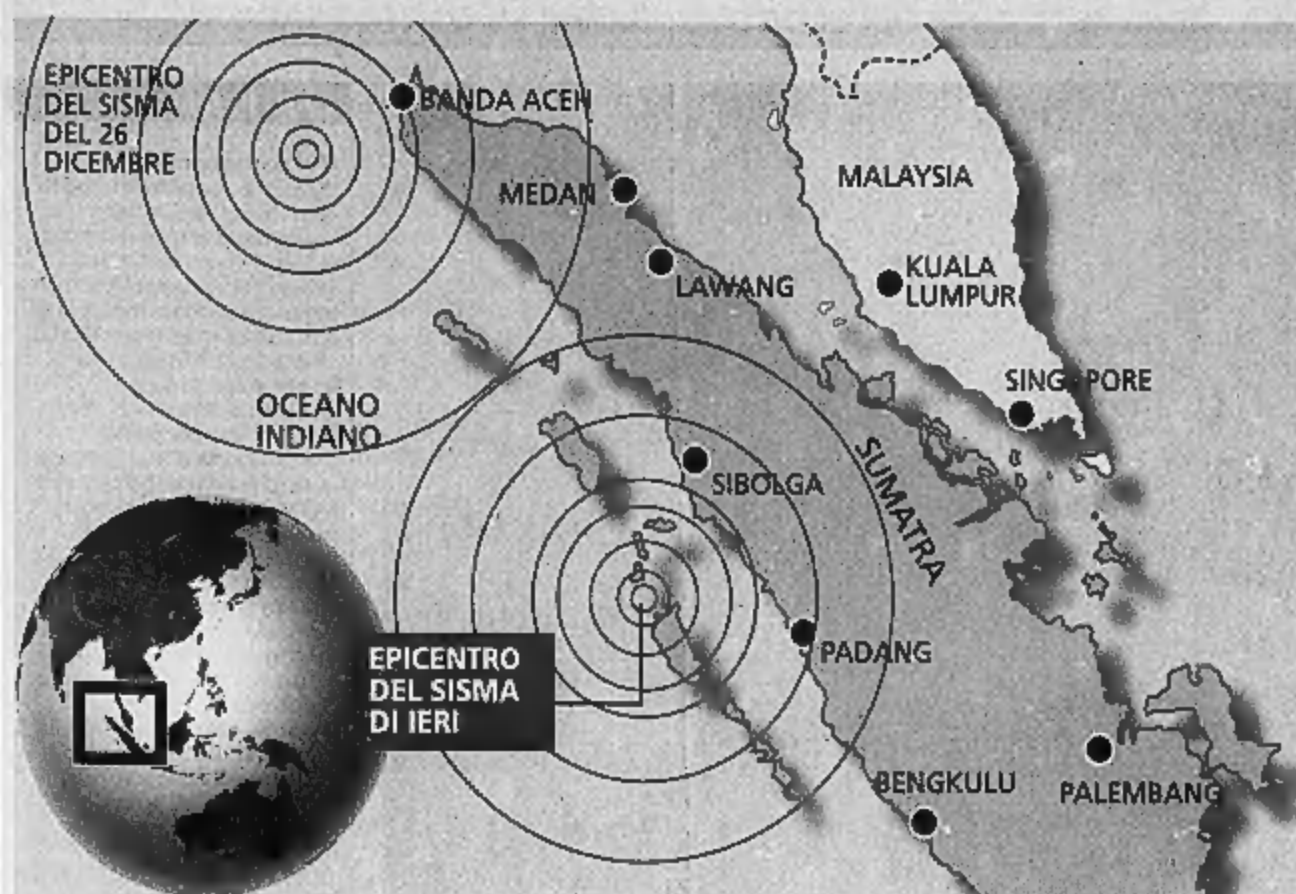 EPICENTRO
DEL SISMA
DEL 26
DICEMBRE
BANDA ACEH
MEDAN
LAWANG
MALAYSIA
KUALA
LUMPUR
SINGAPORE
OCEANO
INDIANO
SIBOLGA
SUMATRA
EPICENTRO
DEL SISMA
DI IERI
PADANG
BENGKULU
PALEMBANG